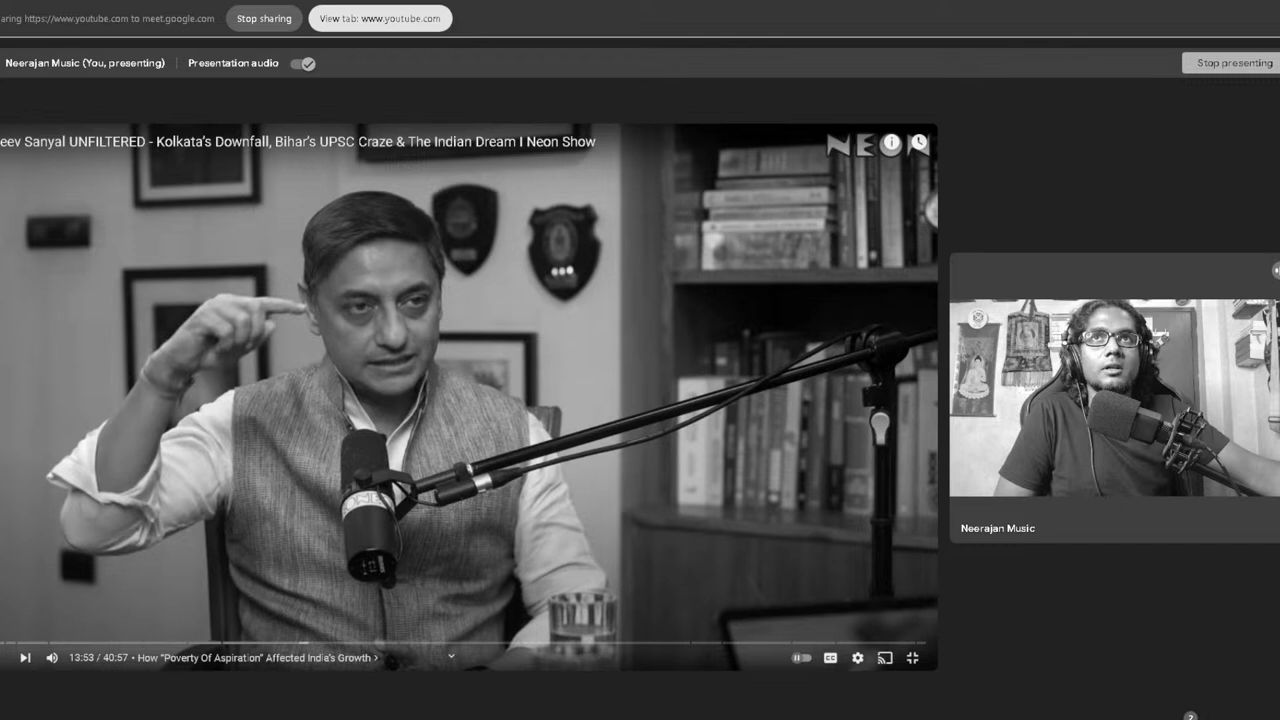 aring https://www.youtube.com to meet.google.com
Stop sharing
View tab: www.youtube.com
Neerajan Music (You, presenting)
Presentation audio
Stop presenting
eev Sanyal UNFILTERED - Kolkata's Downfall, Bihar's UPSC Craze & The Indian Dream I Neon Show
NEON
Neerajan Music
13:53 / 40:57 • How "Poverty Of Aspiration" Affected India's Growth ›
CC